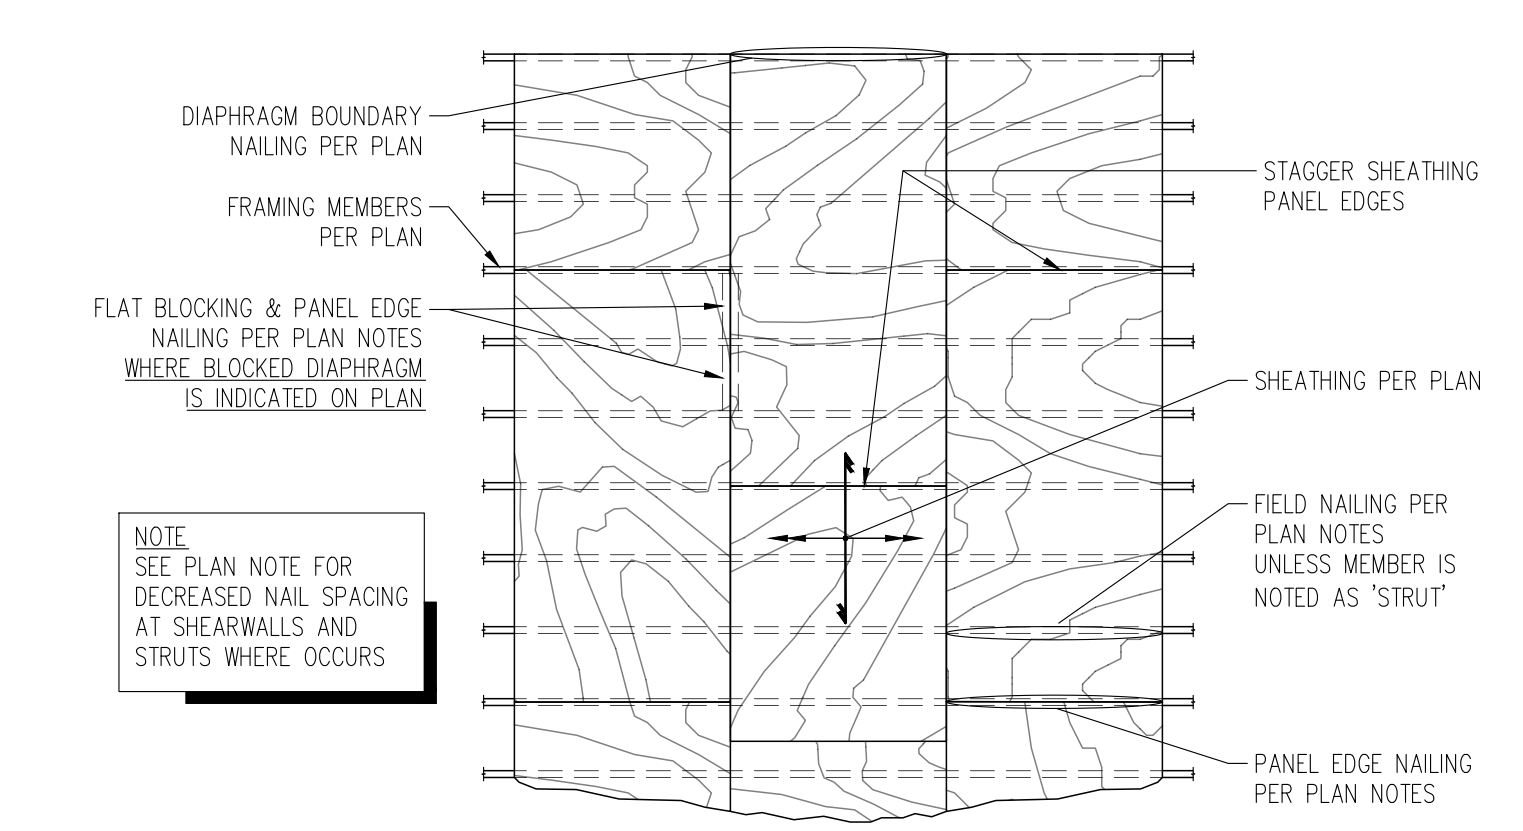 DIAPHRAGM BOUNDARY
NAILING PER PLAN
FRAMING MEMBERS
PER PLAN
FLAT BLOCKING & PANEL EDGE
NAILING PER PLAN NOTES
WHERE BLOCKED DIAPHRAGM
IS INDICATED ON PLAN
NOTE
SEE PLAN NOTE FOR
DECREASED NAIL SPACING
AT SHEARWALLS AND
STRUTS WHERE OCCURS
STAGGER SHEATHING
PANEL EDGES
SHEATHING PER PLAN
FIELD NAILING PER
PLAN NOTES
UNLESS MEMBER IS
NOTED AS 'STRUT'
PANEL EDGE NAILING
PER PLAN NOTES